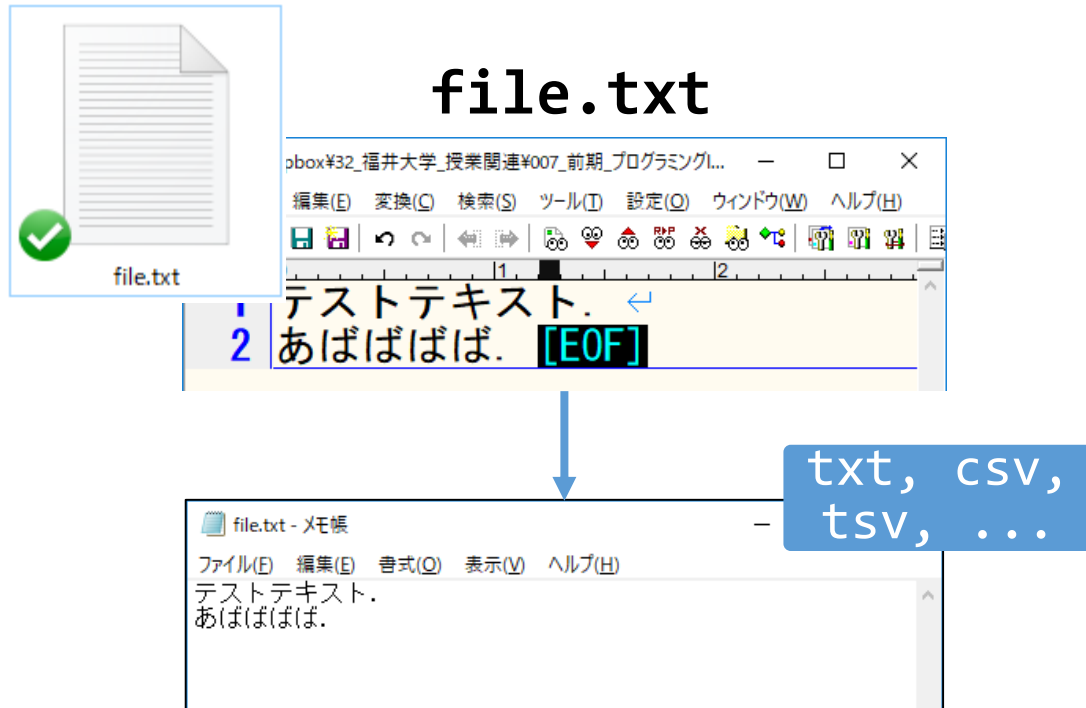 file.txt
file.txt
pbox¥32_福井大学_授業関連¥007_前期_プログラミングI...
編集(E) 変換(C) 検索(S) ツール(T) 設定(O) ウィンドウ(W) ヘルプ(H)
1 2
1 テストテキスト. ↵
2 あばばばば. [EOF]
txt, csv,
tsv, ...
file.txt - メモ帳
ファイル(F) 編集(E) 書式(O) 表示(V) ヘルプ(H)
テストテキスト.
あばばばば.